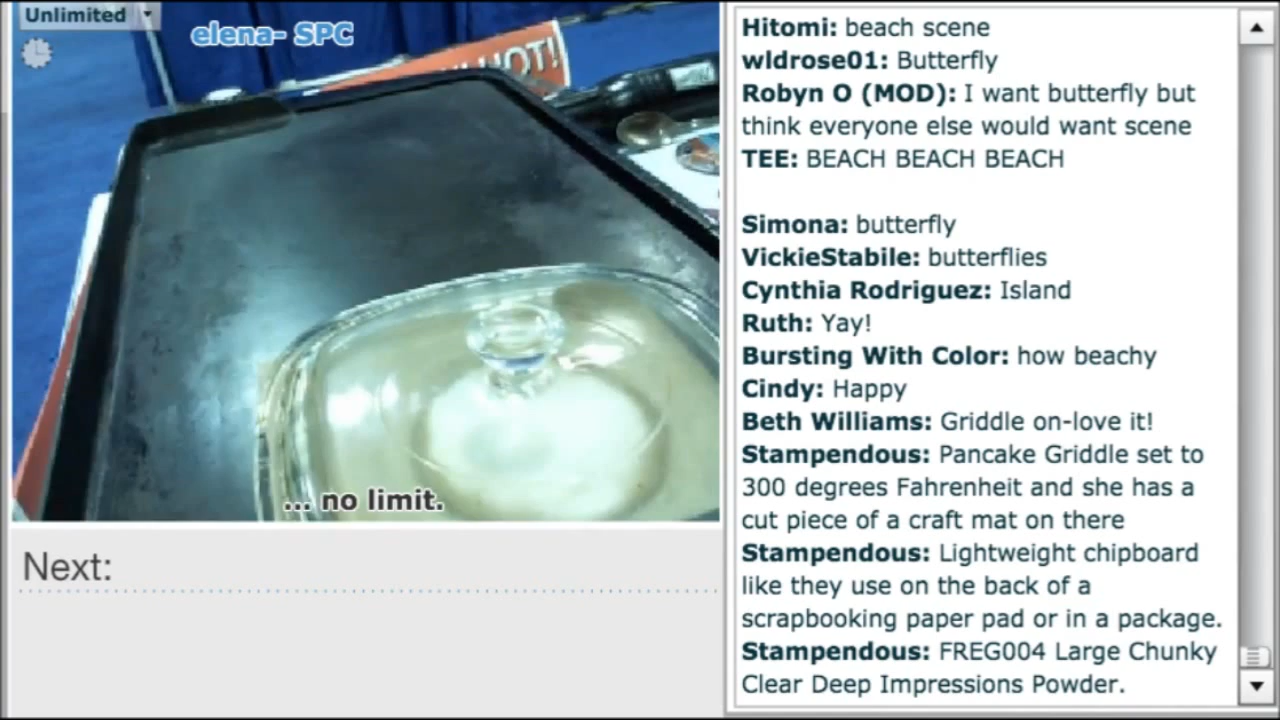 Unlimited
elena- SPC
HOT!
... no limit.
Next:
Hitomi: beach scene
wldrose01: Butterfly
Robyn O (MOD): I want butterfly but
think everyone else would want scene
TEE: BEACH BEACH BEACH
Simona: butterfly
VickieStabile: butterflies
Cynthia Rodriguez: Island
Ruth: Yay!
Bursting With Color: how beachy
Cindy: Happy
Beth Williams: Griddle on-love it!
Stampendous: Pancake Griddle set to
300 degrees Fahrenheit and she has a
cut piece of a craft mat on there
Stampendous: Lightweight chipboard
like they use on the back of a
scrapbooking paper pad or in a package.
Stampendous: FREG004 Large Chunky
Clear Deep Impressions Powder.